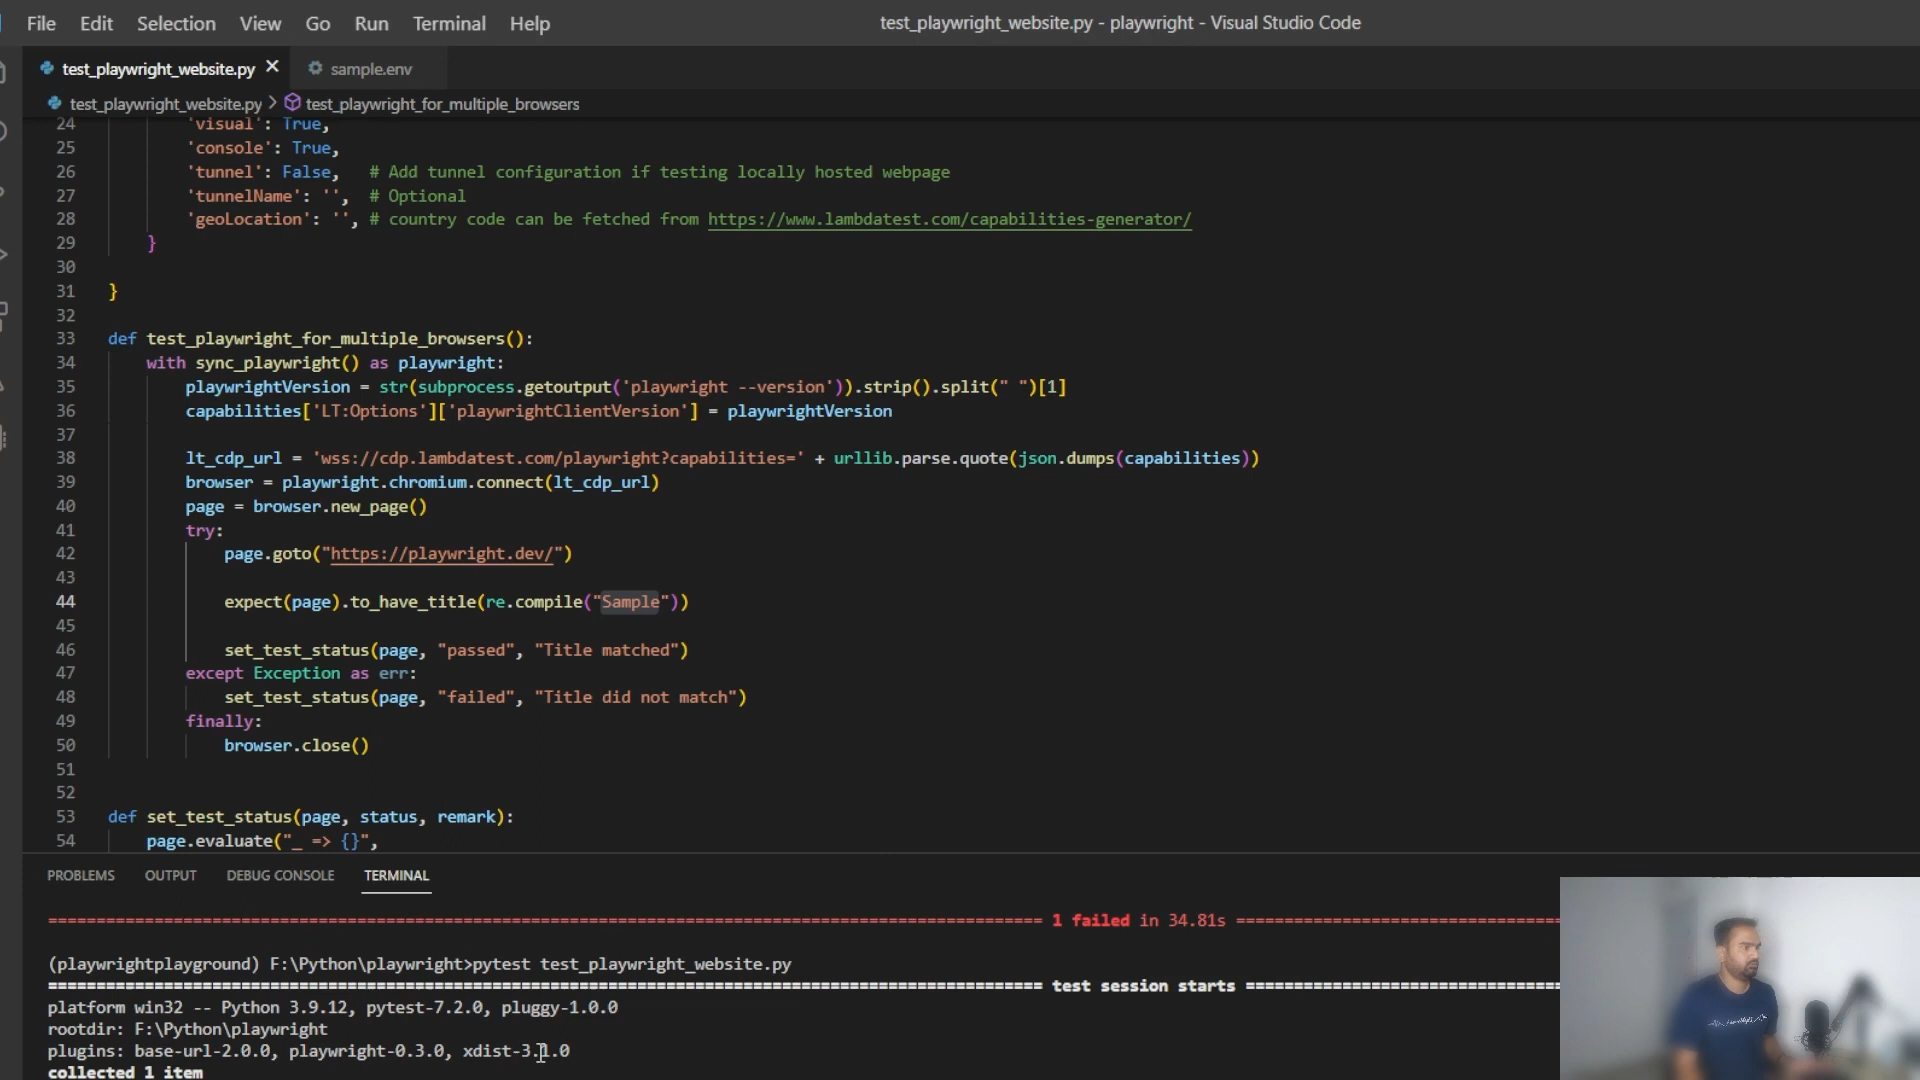 File Edit Selection View Go Run Terminal Help test_playwright_website.py - playwright - Visual Studio Code
test_playwright_website.py sample.env
test_playwright_website.py > test_playwright_for_multiple_browsers
24 'visual': True,
25 'console': True,
26 'tunnel': False, # Add tunnel configuration if testing locally hosted webpage
27 'tunnelName': '', # Optional
28 'geoLocation': '', # country code can be fetched from https://www.lambdatest.com/capabilities-generator/
29 }
30
31 }
32
33 def test_playwright_for_multiple_browsers():
34 with sync_playwright() as playwright:
35 playwrightVersion = str(subprocess.getoutput('playwright --version')).strip().split(" ")[1]
36 capabilities['LT:Options']['playwrightClientVersion'] = playwrightVersion
37
38 lt_cdp_url = 'wss://cdp.lambdatest.com/playwright?capabilities=' + urllib.parse.quote(json.dumps(capabilities))
39 browser = playwright.chromium.connect(lt_cdp_url)
40 page = browser.new_page()
41 try:
42 page.goto("https://playwright.dev/")
43
44 expect(page).to_have_title(re.compile("Sample"))
45
46 set_test_status(page, "passed", "Title matched")
47 except Exception as err:
48 set_test_status(page, "failed", "Title did not match")
49 finally:
50 browser.close()
51
52
53 def set_test_status(page, status, remark):
54 page.evaluate("_ => {}",
PROBLEMS OUTPUT DEBUG CONSOLE TERMINAL
1 failed in 34.81s
(playwrightplayground) F:\Python\playwright>pytest test_playwright_website.py
test session starts
platform win32 -- Python 3.9.12, pytest-7.2.0, pluggy-1.0.0
rootdir: F:\Python\playwright
plugins: base-url-2.0.0, playwright-0.3.0, xdist-3.1.0
collected 1 item